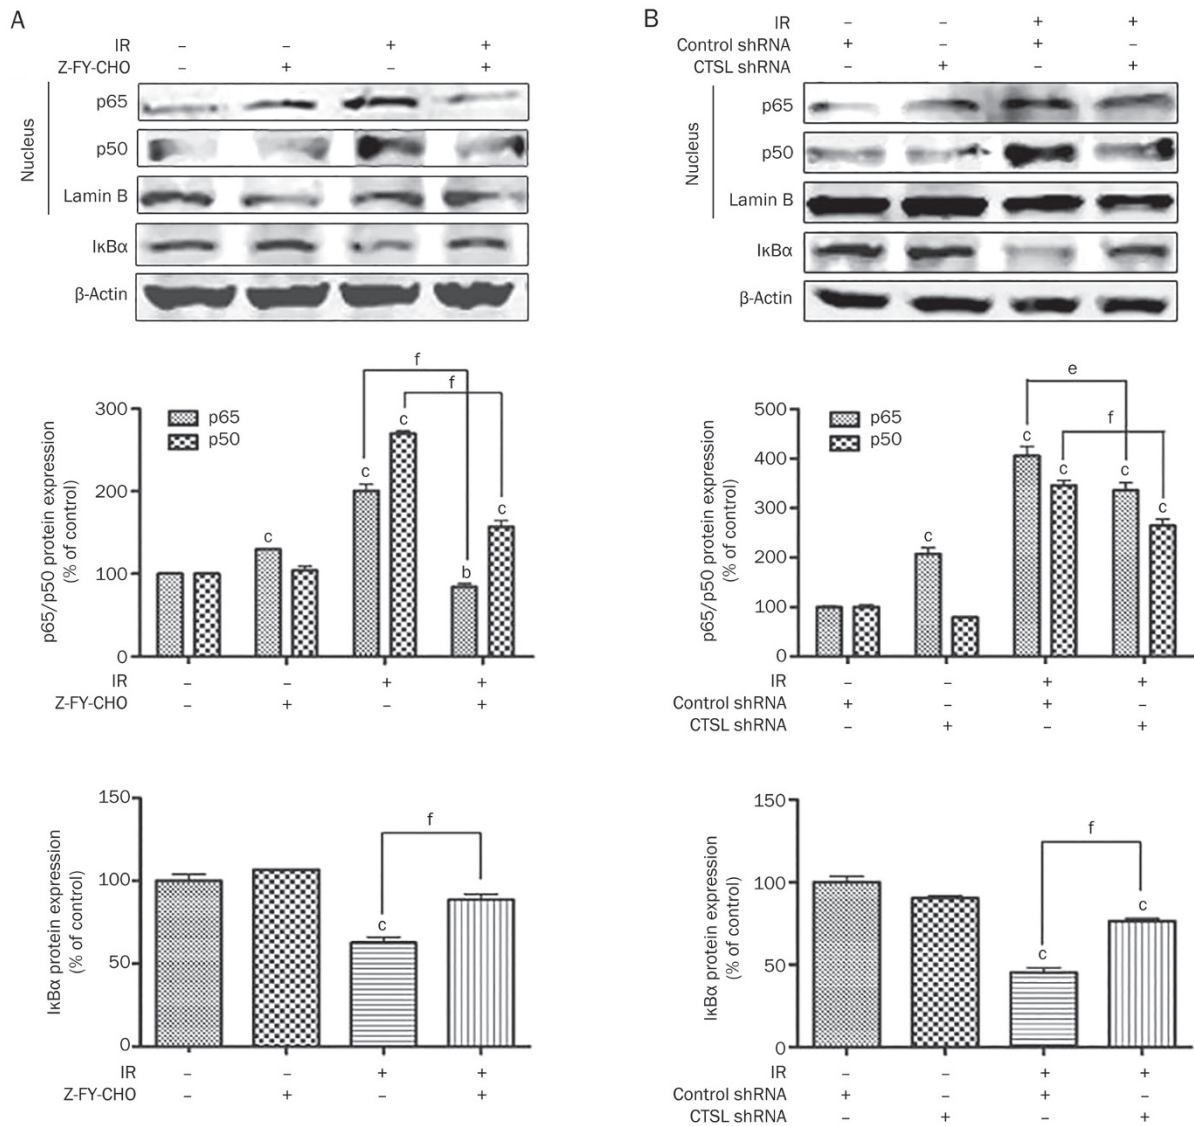 A
IR – – + +
Z-FY-CHO – + – +
Nucleus
p65
p50
Lamin B
IκBα
β-Actin
f
f
300
200
100
0
p65/p50 protein expression
(% of control)
p65
p50
c
c
c
b
c
IR – – + +
Z-FY-CHO – + – +
150
100
50
0
IκBα protein expression
(% of control)
f
c
IR – – + +
Z-FY-CHO – + – +
B
IR – – + +
Control shRNA + – + –
CTSL shRNA – + – +
Nucleus
p65
p50
Lamin B
IκBα
β-Actin
e
f
500
400
300
200
100
0
p65/p50 protein expression
(% of control)
p65
p50
c
c
c
c
c
IR – – + +
Control shRNA + – + –
CTSL shRNA – + – +
150
100
50
0
IκBα protein expression
(% of control)
f
c
c
IR – – + +
Control shRNA + – + –
CTSL shRNA – + – +